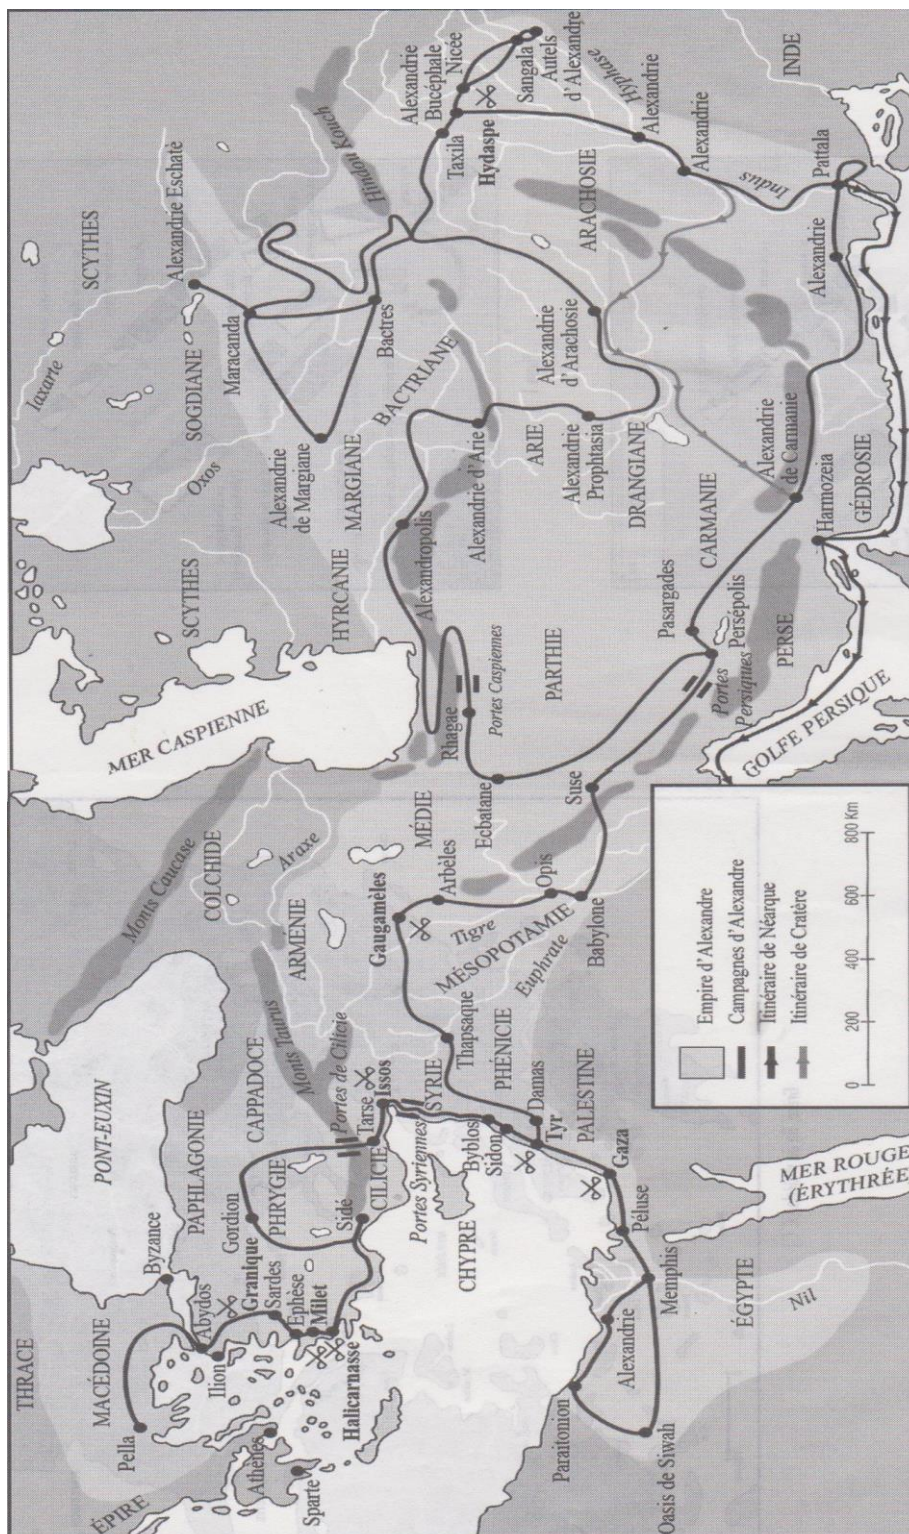 THRACE
ÉPIRE
MACÉDOINE
Pella
Athènes
Sparte
Byzance
Abydos
Ilion
Granique
Sardes
Ephèse
Milet
Halicarnasse
PONT-EUXIN
PAPHLAGONIE
Gordion
PHRYGIE
CAPPADOCE
Sidé
CILICIE
Tarse
Issos
Portes de Cilicie
Monts Taurus
Portes Syriennes
CHYPRE
SYRIE
PHÉNICIE
Byblos
Sidon
Damas
Tyr
PALESTINE
Gaza
Péluse
Memphis
Alexandrie
Paraitonion
Oasis de Siwah
ÉGYPTE
Nil
MER ROUGE
(ÉRYTHRÉE)
Monts Caucase
COLCHIDE
ARMÉNIE
Araxe
Thapsaque
Gaugamèles
Arbèles
Tigre
MÉSOPOTAMIE
Euphrate
Opis
Babylone
MÉDIE
Ecbatane
Suse
MER CASPIENNE
Rhagae
Portes Caspiennes
PARTHIE
Portes
Persiques
Persépolis
Pasargades
PERSE
GOLFE PERSIQUE
SCYTHES
HYRCANIE
Alexandropolis
MARGIANE
Alexandrie
de Margiane
Oxos
SOGDIANE
Iaxarte
SCYTHES
Maracanda
Alexandrie Eschatè
Bactres
BACTRIANE
Alexandrie d'Arie
ARIE
Alexandrie
Prophtasia
DRANGIANE
CARMANIE
Alexandrie
de Carmanie
Harmozeia
GÉDROSIE
Alexandrie
d'Arachosie
ARACHOSIE
Hindou Kouch
Taxila
Alexandrie
Bucéphale
Nicée
Hydaspe
Sangala
Autels
d'Alexandre
Hyphase
Alexandrie
Alexandrie
Indus
Pattala
Alexandrie
INDE
Empire d'Alexandre
Campagnes d'Alexandre
Itinéraire de Néarque
Itinéraire de Cratère
0 200 400 600 800 Km